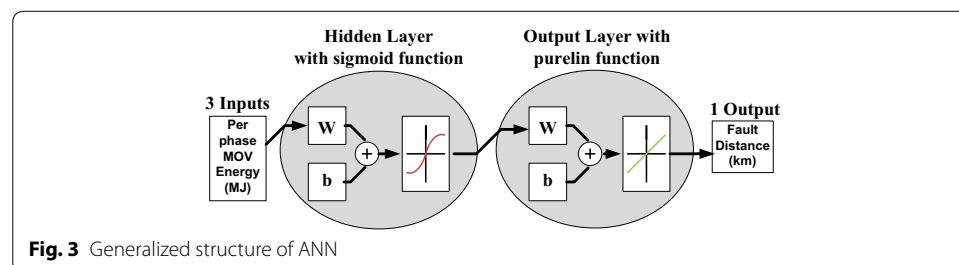 Hidden Layer
with sigmoid function
Output Layer with
purelin function
3 Inputs
Per
phase
MOV
Energy
(MJ)
W
b
+
W
b
+
1 Output
Fault
Distance
(km)
Fig. 3 Generalized structure of ANN